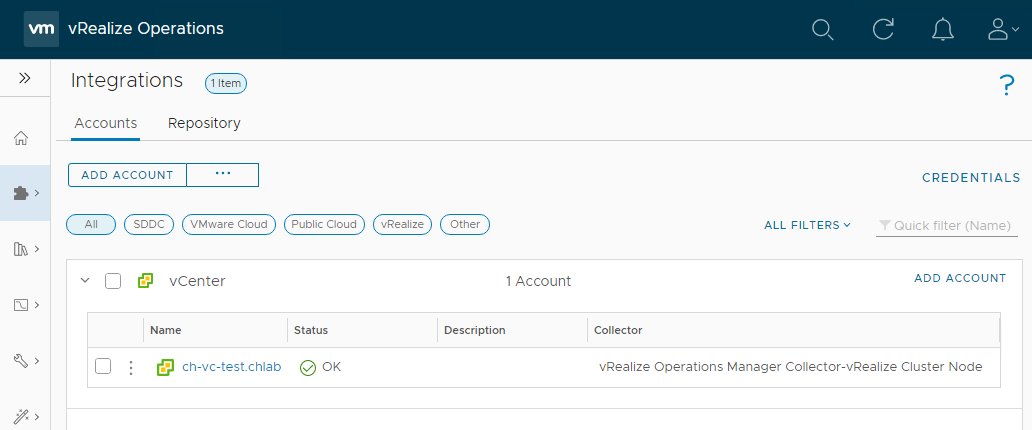 vm vRealize Operations
Integrations 1 Item ?
Accounts Repository
ADD ACCOUNT ...
CREDENTIALS
All SDDC VMware Cloud Public Cloud vRealize Other ALL FILTERS Quick filter (Name)
vCenter 1 Account ADD ACCOUNT
Name Status Description Collector
ch-vc-test.chlab OK vRealize Operations Manager Collector-vRealize Cluster Node